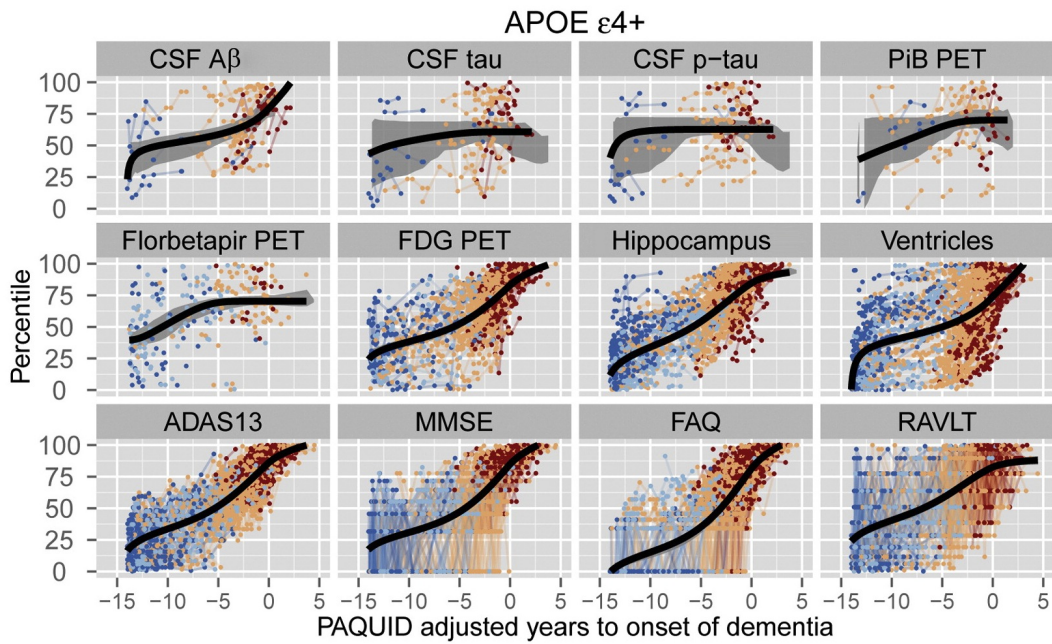 APOE ε4+
CSF Aβ CSF tau CSF p−tau PiB PET
100
75
50
25
0
Florbetapir PET FDG PET Hippocampus Ventricles
100
75
50
25
0
Percentile
ADAS13 MMSE FAQ RAVLT
100
75
50
25
0
−15 −10 −5 0 5 −15 −10 −5 0 5 −15 −10 −5 0 5 −15 −10 −5 0 5
PAQUID adjusted years to onset of dementia